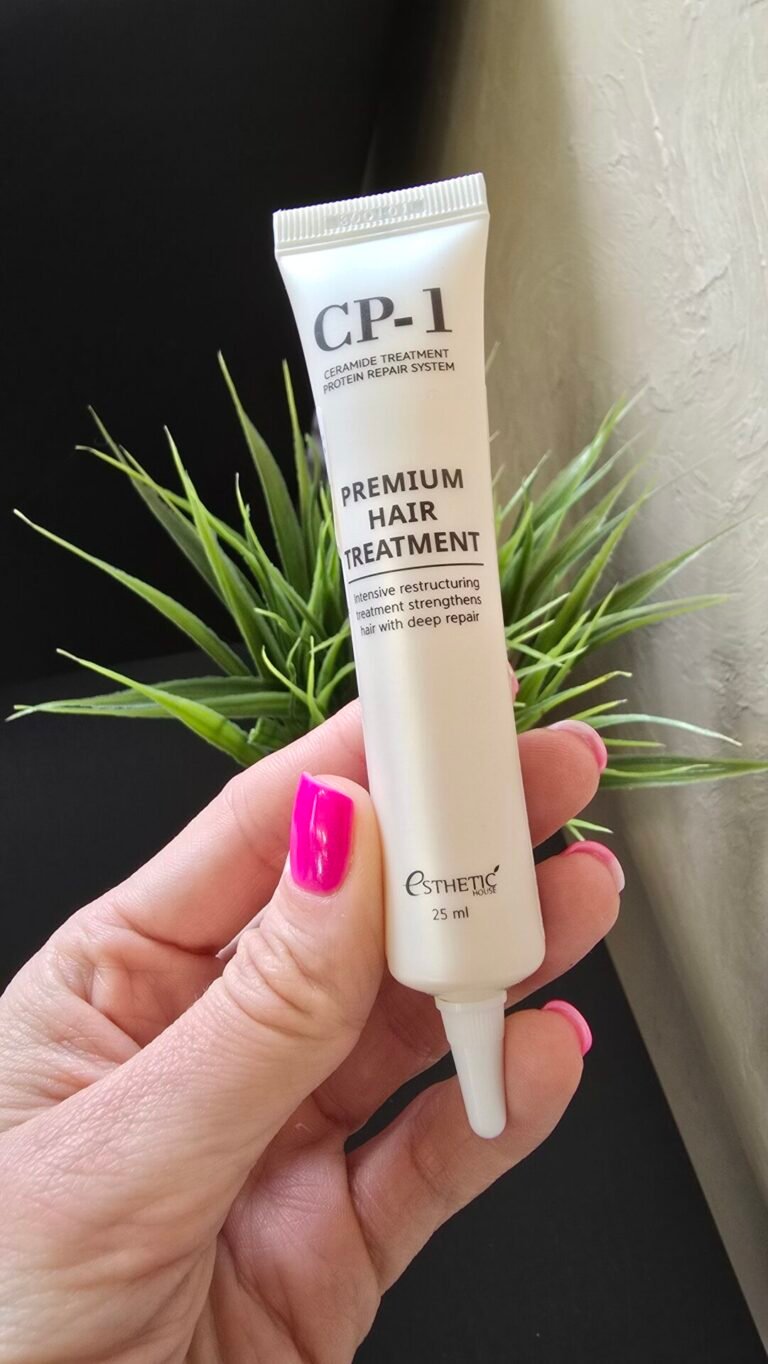 CP-1
CERAMIDE TREATMENT
PROTEIN REPAIR SYSTEM
PREMIUM
HAIR
TREATMENT
Intensive restructuring
treatment strengthens
hair with deep repair
eSTHETIC
HOUSE
25 ml